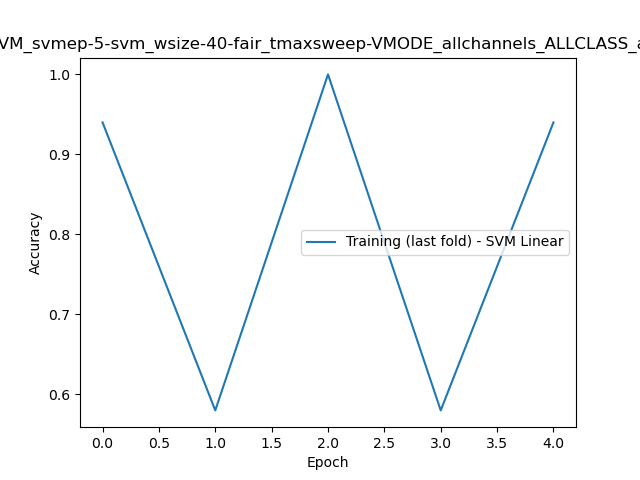 VM_svmep-5-svm_wsize-40-fair_tmaxsweep-VMODE_allchannels_ALLCLASS_a
1.0
0.9
0.8
0.7
0.6
Accuracy
Training (last fold) - SVM Linear
0.0 0.5 1.0 1.5 2.0 2.5 3.0 3.5 4.0
Epoch